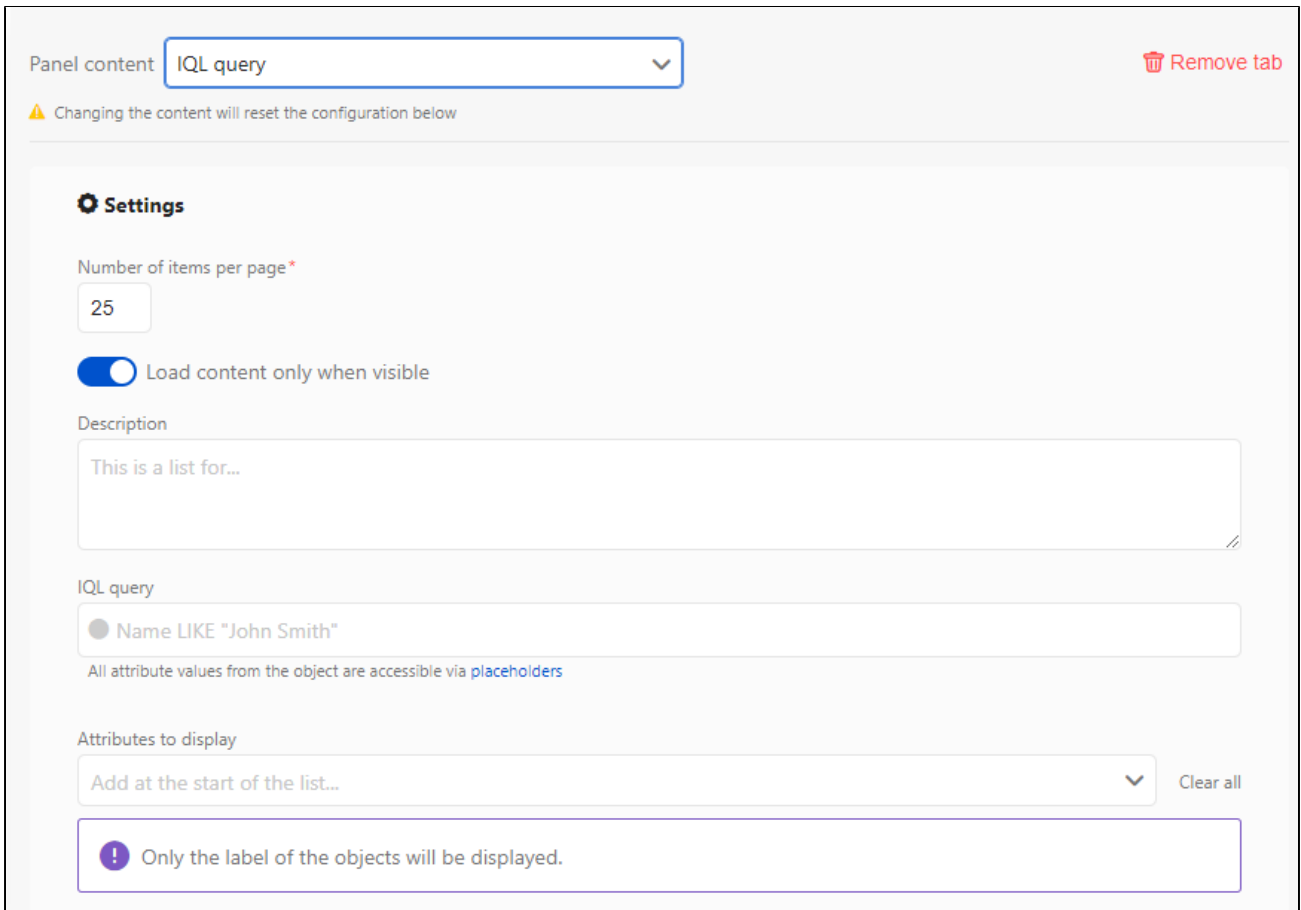 Panel content IQL query Remove tab
Changing the content will reset the configuration below
Settings
Number of items per page*
25
Load content only when visible
Description
This is a list for...
IQL query
Name LIKE "John Smith"
All attribute values from the object are accessible via placeholders
Attributes to display
Add at the start of the list... Clear all
Only the label of the objects will be displayed.